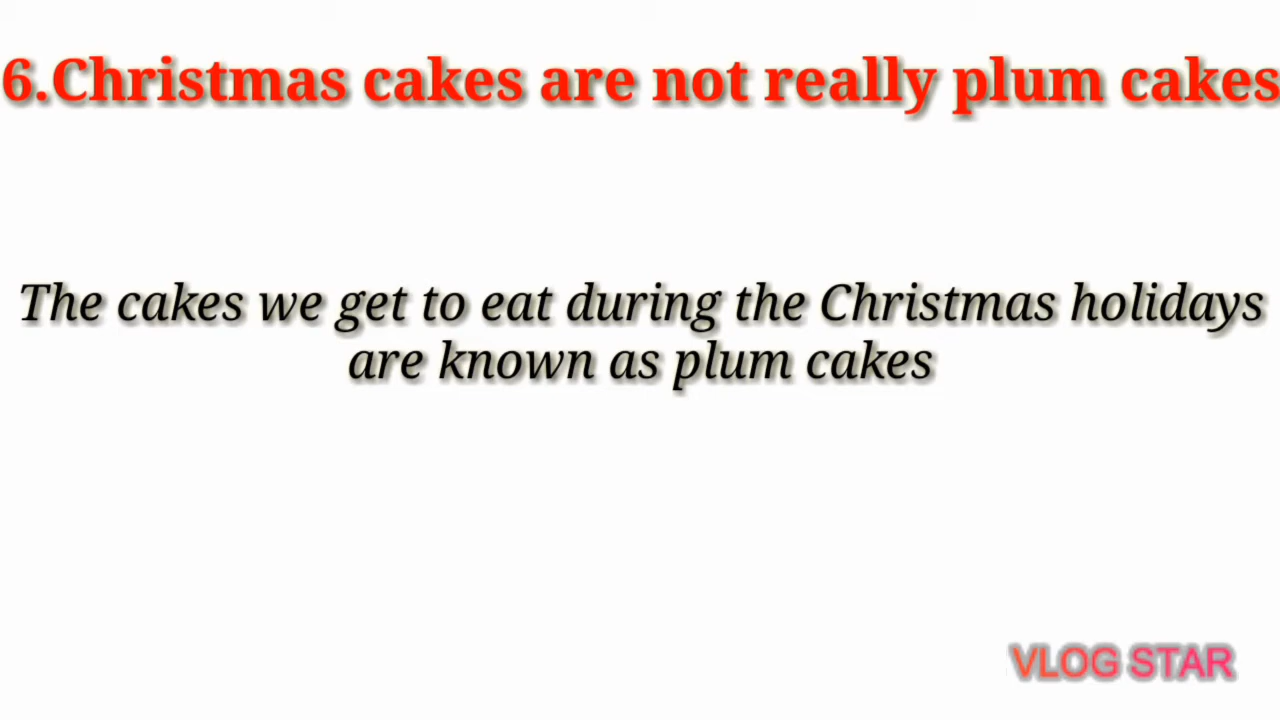 6.Christmas cakes are not really plum cakes
The cakes we get to eat during the Christmas holidays
are known as plum cakes
VLOG STAR